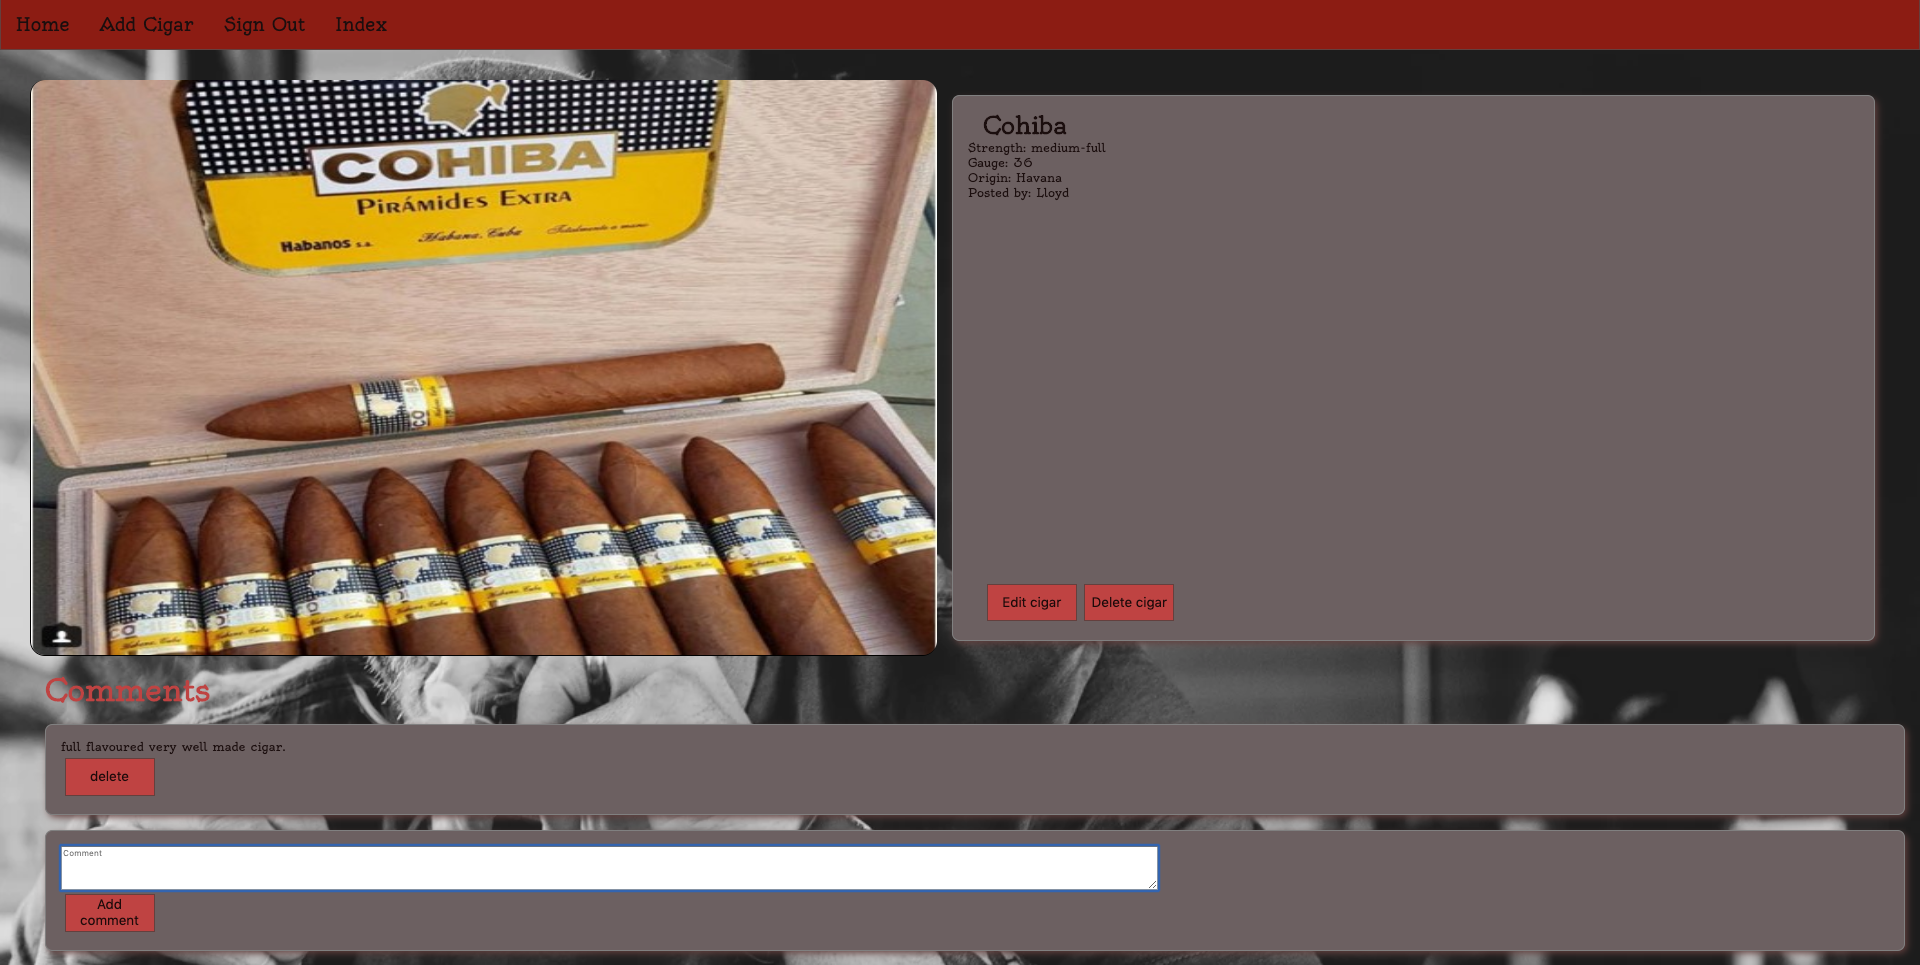 Home Add Cigar Sign Out Index
COHIBA
PIRÁMIDES EXTRA
Habanos s.a. Habana, Cuba Totalmente a mano
Cohiba
Strength: medium-full
Gauge: 36
Origin: Havana
Posted by: Lloyd
Edit cigar Delete cigar
Comments
full flavoured very well made cigar.
delete
Comment
Add
comment